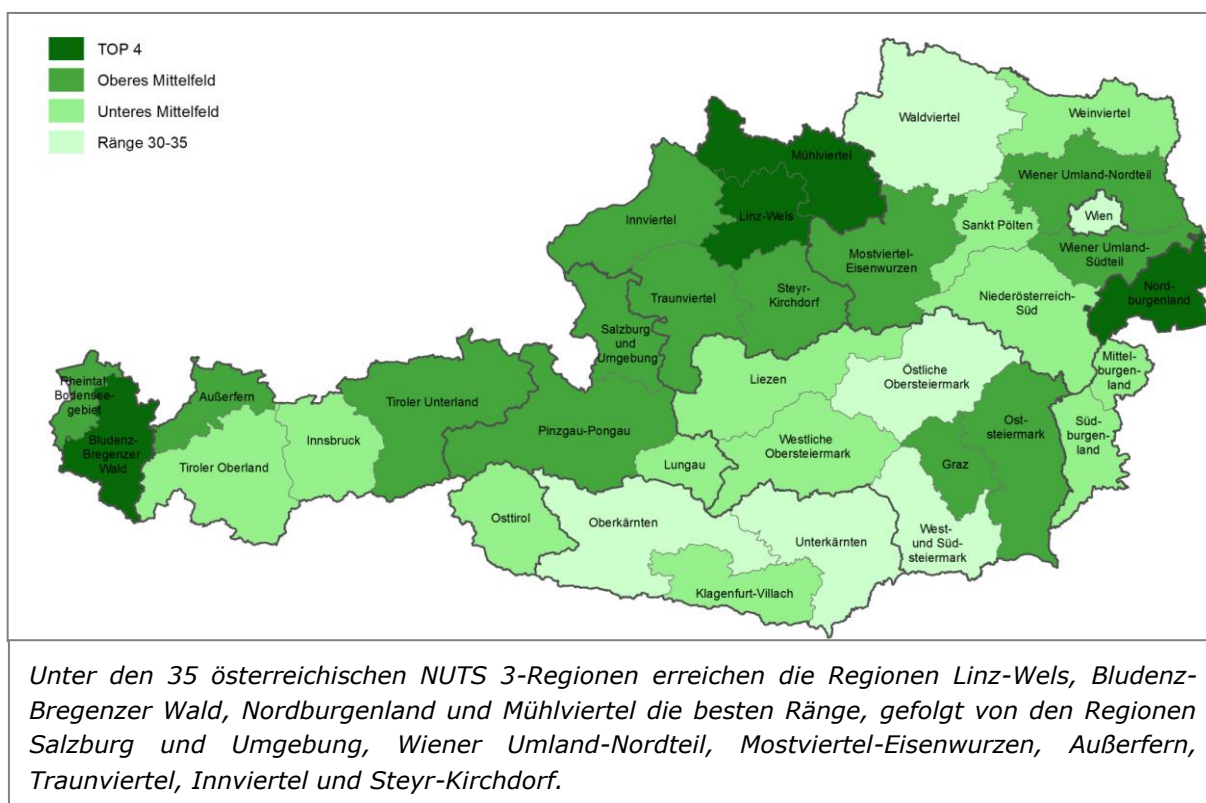 TOP 4
Oberes Mittelfeld
Unteres Mittelfeld
Ränge 30-35
Waldviertel
Weinviertel
Mühlviertel
Wiener Umland-Nordteil
Linz-Wels
Wien
Innviertel
Sankt Pölten
Wiener Umland-
Südteil
Mostviertel-
Eisenwurzen
Nord-
burgenland
Traunviertel
Steyr-
Kirchdorf
Niederösterreich-
Süd
Salzburg
und
Umgebung
Mittel-
burgen-
land
Östliche
Obersteiermark
Liezen
Rheintal-
Bodensee-
gebiet
Außerfern
Tiroler Unterland
Pinzgau-Pongau
Ost-
steiermark
Süd-
burgen-
land
Bludenz-
Bregenzer
Wald
Innsbruck
Tiroler Oberland
Westliche
Obersteiermark
Lungau
Graz
Osttirol
Oberkärnten
Unterkärnten
West-
und Süd-
steiermark
Klagenfurt-Villach
Unter den 35 österreichischen NUTS 3-Regionen erreichen die Regionen Linz-Wels, Bludenz-
Bregenzer Wald, Nordburgenland und Mühlviertel die besten Ränge, gefolgt von den Regionen
Salzburg und Umgebung, Wiener Umland-Nordteil, Mostviertel-Eisenwurzen, Außerfern,
Traunviertel, Innviertel und Steyr-Kirchdorf.